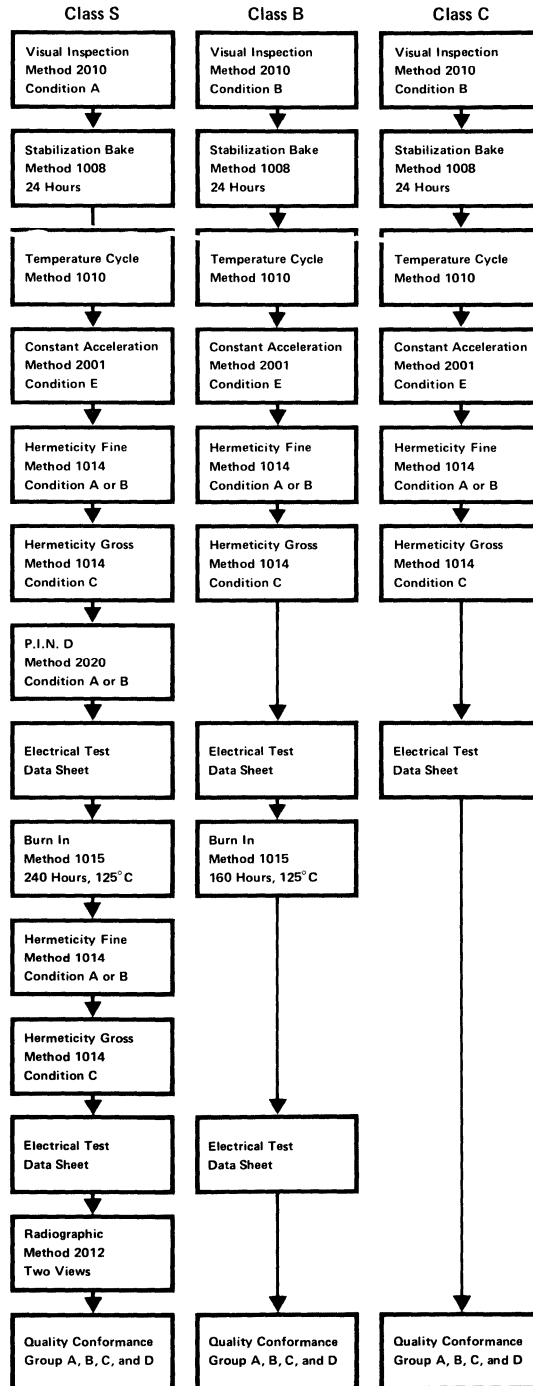 Class S
Visual Inspection
Method 2010
Condition A
Stabilization Bake
Method 1008
24 Hours
Temperature Cycle
Method 1010
Constant Acceleration
Method 2001
Condition E
Hermeticity Fine
Method 1014
Condition A or B
Hermeticity Gross
Method 1014
Condition C
P.I.N. D
Method 2020
Condition A or B
Electrical Test
Data Sheet
Burn In
Method 1015
240 Hours, 125°C
Hermeticity Fine
Method 1014
Condition A or B
Hermeticity Gross
Method 1014
Condition C
Electrical Test
Data Sheet
Radiographic
Method 2012
Two Views
Quality Conformance
Group A, B, C, and D
Class B
Visual Inspection
Method 2010
Condition B
Stabilization Bake
Method 1008
24 Hours
Temperature Cycle
Method 1010
Constant Acceleration
Method 2001
Condition E
Hermeticity Fine
Method 1014
Condition A or B
Hermeticity Gross
Method 1014
Condition C
Electrical Test
Data Sheet
Burn In
Method 1015
160 Hours, 125°C
Electrical Test
Data Sheet
Quality Conformance
Group A, B, C, and D
Class C
Visual Inspection
Method 2010
Condition B
Stabilization Bake
Method 1008
24 Hours
Temperature Cycle
Method 1010
Constant Acceleration
Method 2001
Condition E
Hermeticity Fine
Method 1014
Condition A or B
Hermeticity Gross
Method 1014
Condition C
Electrical Test
Data Sheet
Quality Conformance
Group A, B, C, and D